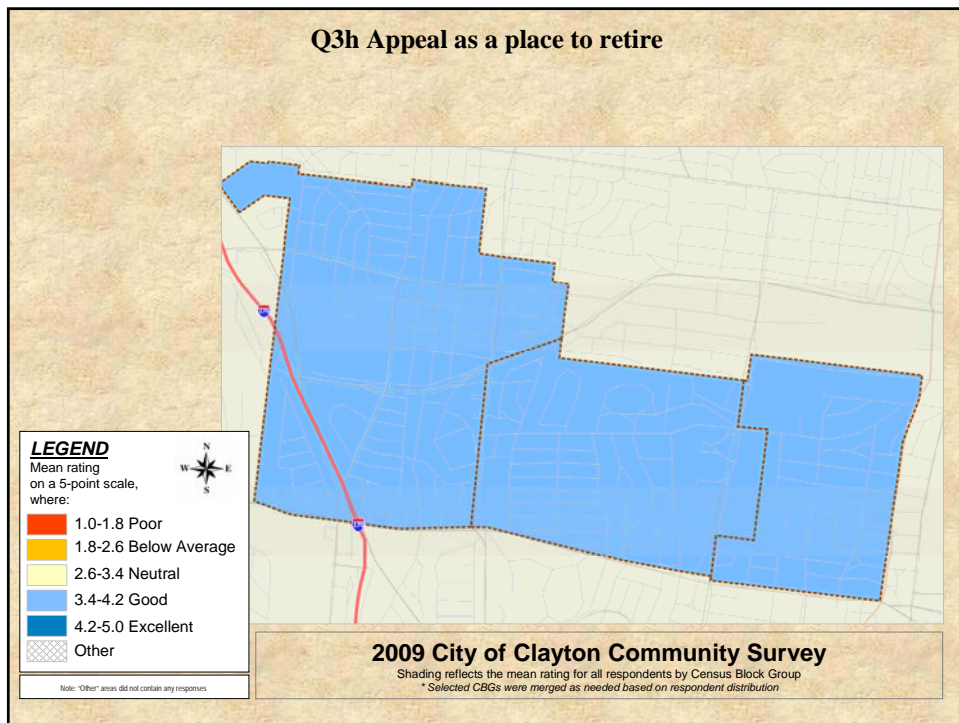 Q3h Appeal as a place to retire
LEGEND
Mean rating
on a 5-point scale,
where:
N
W E
S
1.0-1.8 Poor
1.8-2.6 Below Average
2.6-3.4 Neutral
3.4-4.2 Good
4.2-5.0 Excellent
Other
Note: "Other" areas did not contain any responses
2009 City of Clayton Community Survey
Shading reflects the mean rating for all respondents by Census Block Group
* Selected CBGs were merged as needed based on respondent distribution